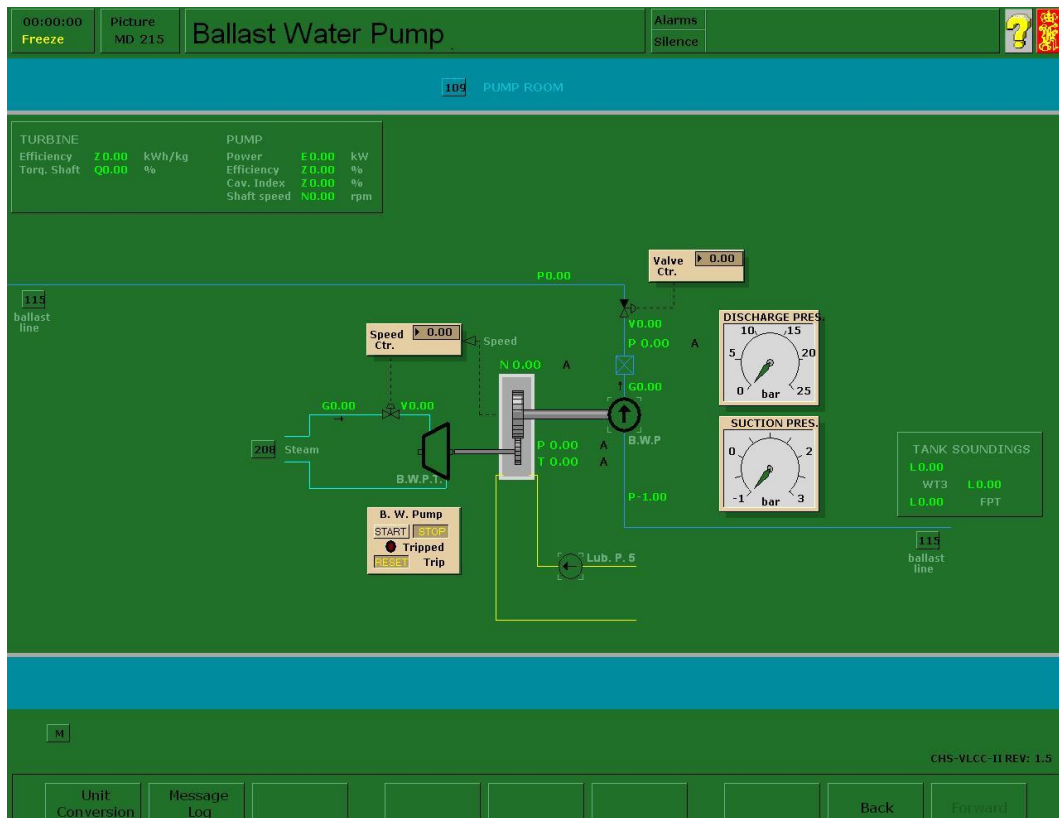 00:00:00
Freeze
Picture
MD 215
Ballast Water Pump
Alarms
Silence
?
109 PUMP ROOM
TURBINE
Efficiency Z 0.00 kWh/kg
Torq. Shaft Q0.00 %
PUMP
Power E 0.00 kW
Efficiency Z 0.00 %
Cav. Index Z 0.00 %
Shaft speed N0.00 rpm
Valve Ctr. 0.00
P0.00
115
ballast
line
V0.00
P 0.00 A
DISCHARGE PRES.
0 5 10 15 20 25
bar
Speed Ctr. 0.00
Speed
N 0.00 A
G0.00
G0.00 V0.00
B.W.P
SUCTION PRES.
-1 0 2 3
bar
208 Steam
P 0.00 A
T 0.00 A
B.W.P.T.
P-1.00
TANK SOUNDINGS
L0.00
WT3 L0.00
L0.00 FPT
B. W. Pump
START STOP
Tripped
RESET Trip
115
ballast
line
Lub. P. 5
M
CHS-VLCC-II REV: 1.5
Unit
Conversion
Message
Log
Back
Forward